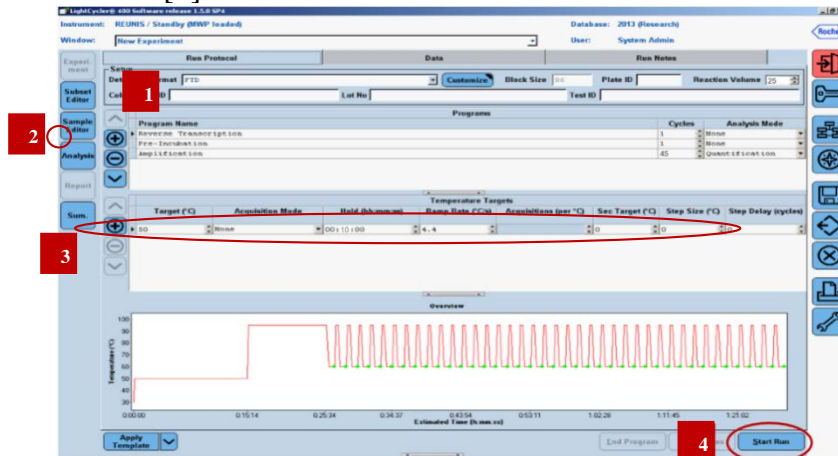 LightCycler® 480 Software release 1.5.0 SP4
Instrument: REUNIS / Standby (MWP loaded) Database: 2013 (Research)
Window: New Experiment User: System Admin
Roche
Experi-
ment
Subset
Editor
Sample
Editor
Analysis
Report
Sum.
Run Protocol Data Run Notes
Setup
Format FTD Customize Block Size 96 Plate ID Reaction Volume 25
1
ID Lot No Test ID
Programs
Program Name Cycles Analysis Mode
Reverse Transcription 1 None
Pre-Incubation 1 None
Amplification 45 Quantification
2
Temperature Targets
Target (°C) Acquisition Mode Hold (hh:mm:ss) Ramp Rate (°C/s) Acquisitions (per °C) Sec Target (°C) Step Size (°C) Step Delay (cycles)
50 None 00:10:00 4.4 0 0 0
3
Overview
Temperature (°C)
100
90
80
70
60
50
40
30
0:00:00 0:15:14 0:25:34 0:34:37 0:43:54 0:53:11 1:02:28 1:11:45 1:21:02
Estimated Time (h:mm:ss)
Apply
Template
End Program
4
Start Run